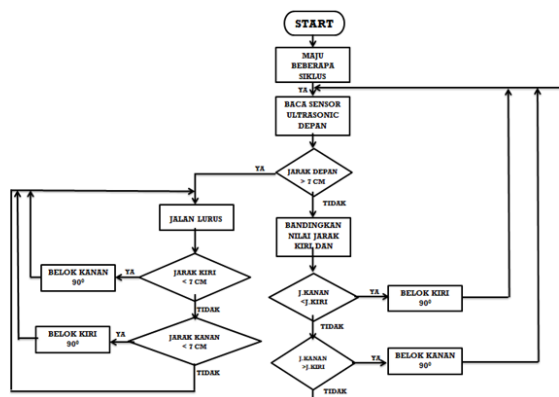 START
MAJU
BEBERAPA
SIKLUS
YA
BACA SENSOR
ULTRASONIC
DEPAN
JARAK DEPAN
> 7 CM
YA
TIDAK
JALAN LURUS
BANDINGKAN
NILAI JARAK
KIRI, DAN
JARAK KIRI
< 7 CM
YA
BELOK KANAN
90⁰
TIDAK
J.KANAN
<J.KIRI
YA
BELOK KIRI
90⁰
TIDAK
JARAK KANAN
< 7 CM
YA
BELOK KIRI
90⁰
TIDAK
J.KANAN
>J.KIRI
YA
BELOK KANAN
90⁰
TIDAK